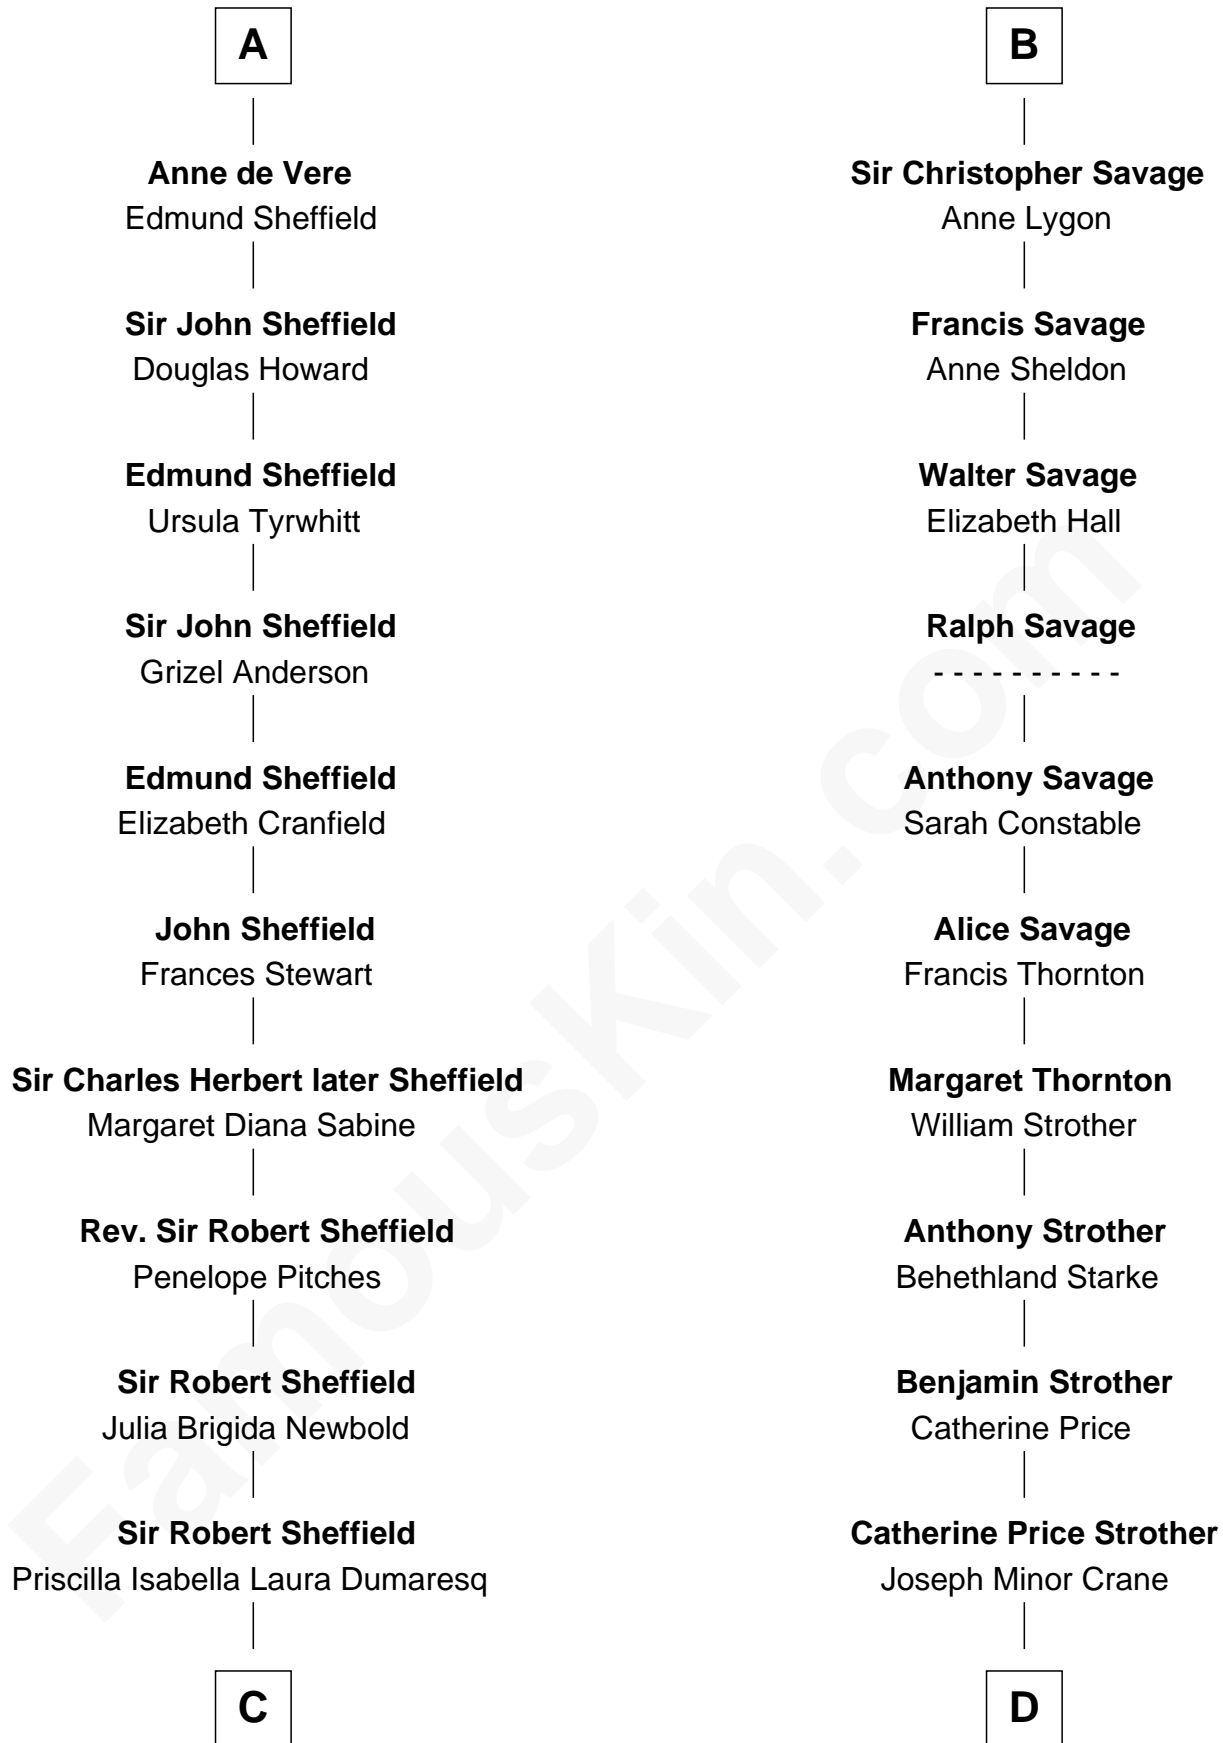 A
Anne de Vere
Edmund Sheffield
Sir John Sheffield
Douglas Howard
Edmund Sheffield
Ursula Tyrwhitt
Sir John Sheffield
Grizel Anderson
Edmund Sheffield
Elizabeth Cranfield
John Sheffield
Frances Stewart
Sir Charles Herbert later Sheffield
Margaret Diana Sabine
Rev. Sir Robert Sheffield
Penelope Pitches
Sir Robert Sheffield
Julia Brigida Newbold
Sir Robert Sheffield
Priscilla Isabella Laura Dumaresq
C
B
Sir Christopher Savage
Anne Lygon
Francis Savage
Anne Sheldon
Walter Savage
Elizabeth Hall
Ralph Savage
- - - - - - - - - -
Anthony Savage
Sarah Constable
Alice Savage
Francis Thornton
Margaret Thornton
William Strother
Anthony Strother
Behethland Starke
Benjamin Strother
Catherine Price
Catherine Price Strother
Joseph Minor Crane
D
FamousKin.com